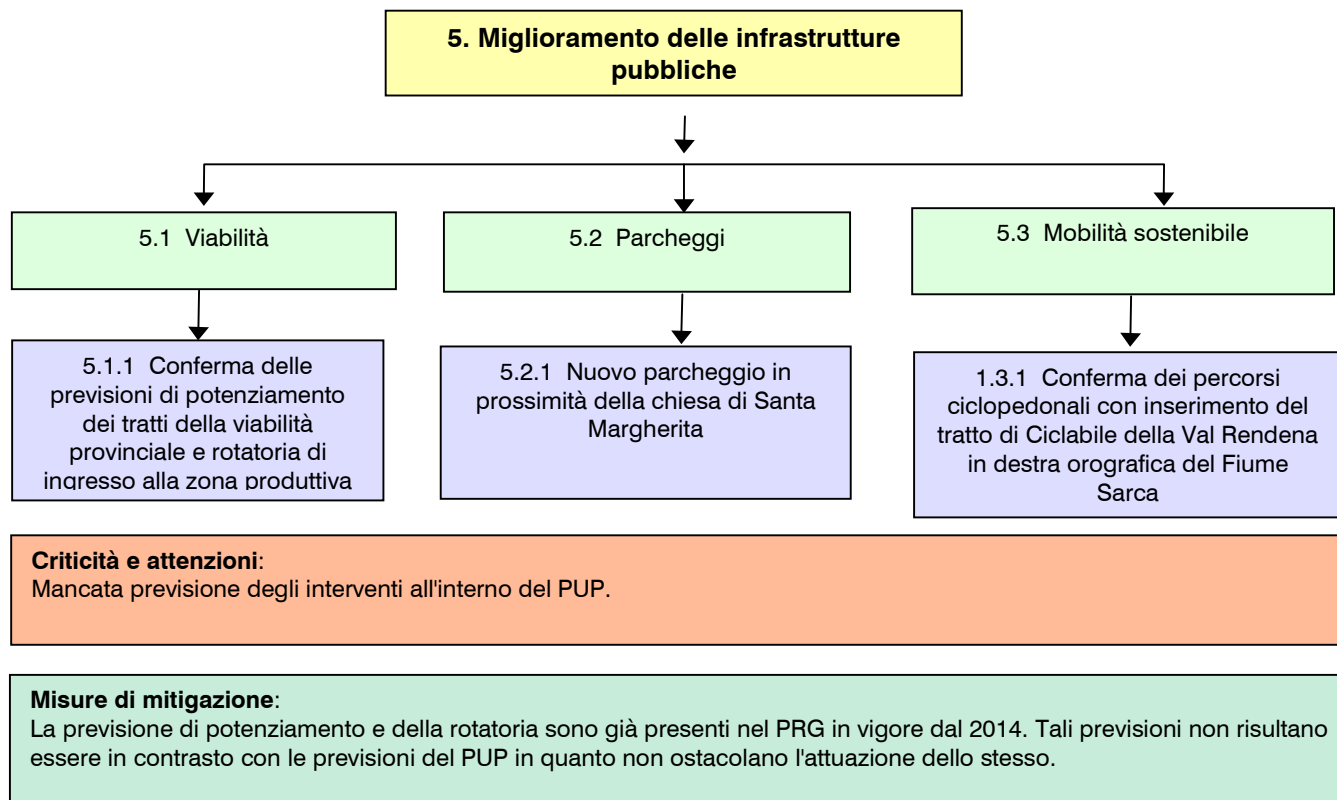 5. Miglioramento delle infrastrutture
pubbliche
5.1 Viabilità
5.2 Parcheggi
5.3 Mobilità sostenibile
5.1.1 Conferma delle
previsioni di potenziamento
dei tratti della viabilità
provinciale e rotatoria di
ingresso alla zona produttiva
5.2.1 Nuovo parcheggio in
prossimità della chiesa di Santa
Margherita
1.3.1 Conferma dei percorsi
ciclopedonali con inserimento del
tratto di Ciclabile della Val Rendena
in destra orografica del Fiume
Sarca
Criticità e attenzioni:
Mancata previsione degli interventi all'interno del PUP.
Misure di mitigazione:
La previsione di potenziamento e della rotatoria sono già presenti nel PRG in vigore dal 2014. Tali previsioni non risultano
essere in contrasto con le previsioni del PUP in quanto non ostacolano l'attuazione dello stesso.